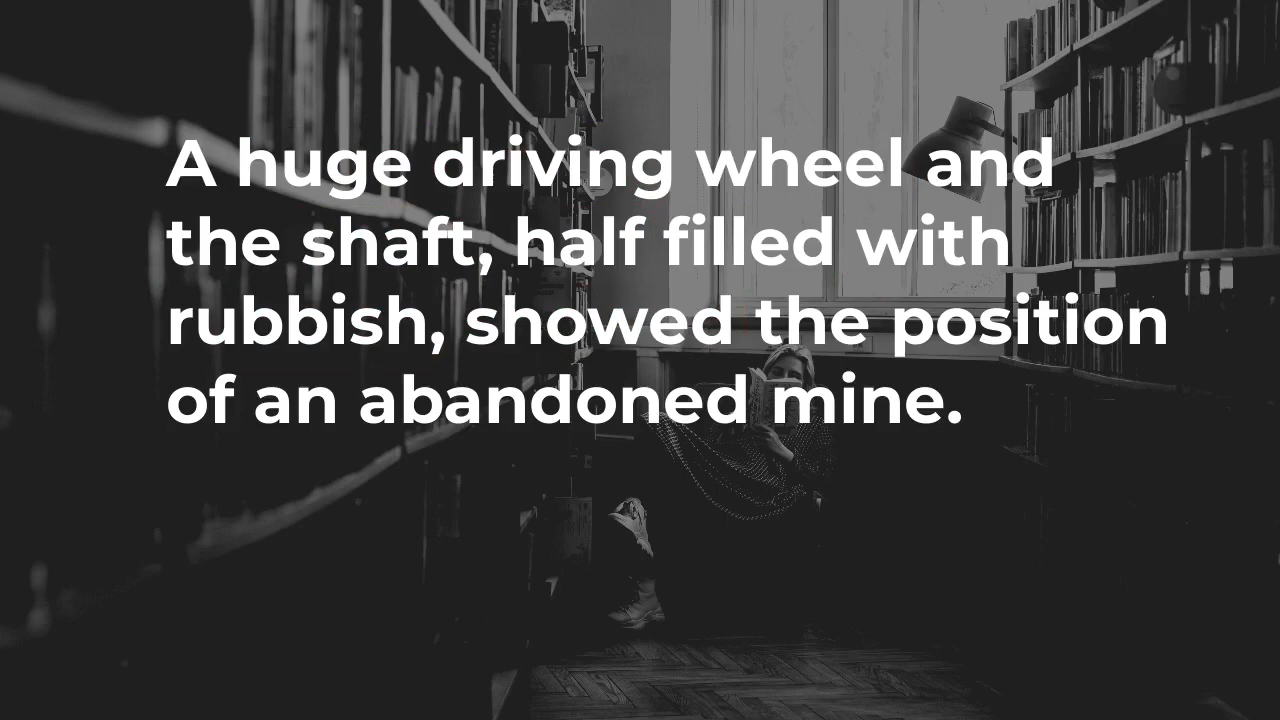 A huge driving wheel and
the shaft, half filled with
rubbish, showed the position
of an abandoned mine.